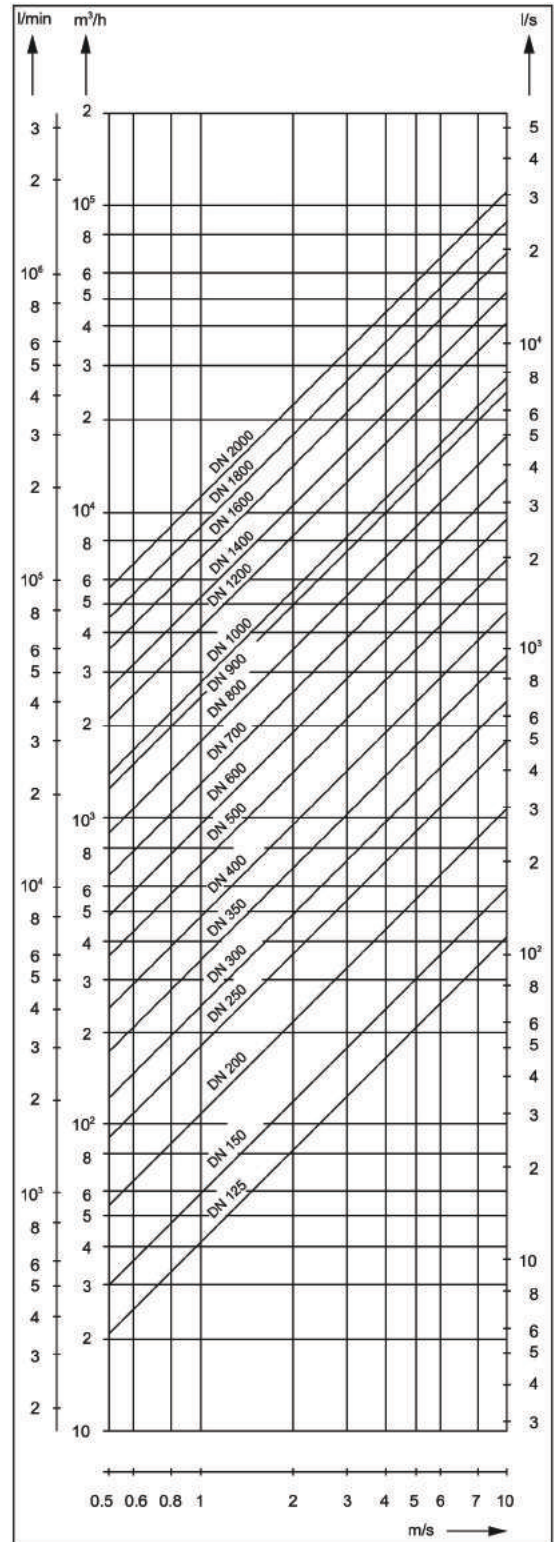 l/min m³/h l/s
2
3 5
4
2
10⁵ 3
8 2
10⁶ 6
8 5
6 4 10⁴
5 3 8
4 6
3 2 5
4
2 10⁴ 3
8
10⁵ 6 2
8 5
6 4
5 3 10³
4 8
3 2 6
5
2 4
10³ 3
8
10⁴ 6 2
8 5
6 4
5 3 10²
4 8
3 2 6
5
2 4
10² 3
8
10³ 6 2
8 5
6 4
5 3 10
4 8
3 2 6
5
2 4
10 3
DN 2000
DN 1800
DN 1600
DN 1400
DN 1200
DN 1000
DN 900
DN 800
DN 700
DN 600
DN 500
DN 400
DN 350
DN 300
DN 250
DN 200
DN 150
DN 125
0.5 0.6 0.8 1 2 3 4 5 6 7 8 10
m/s